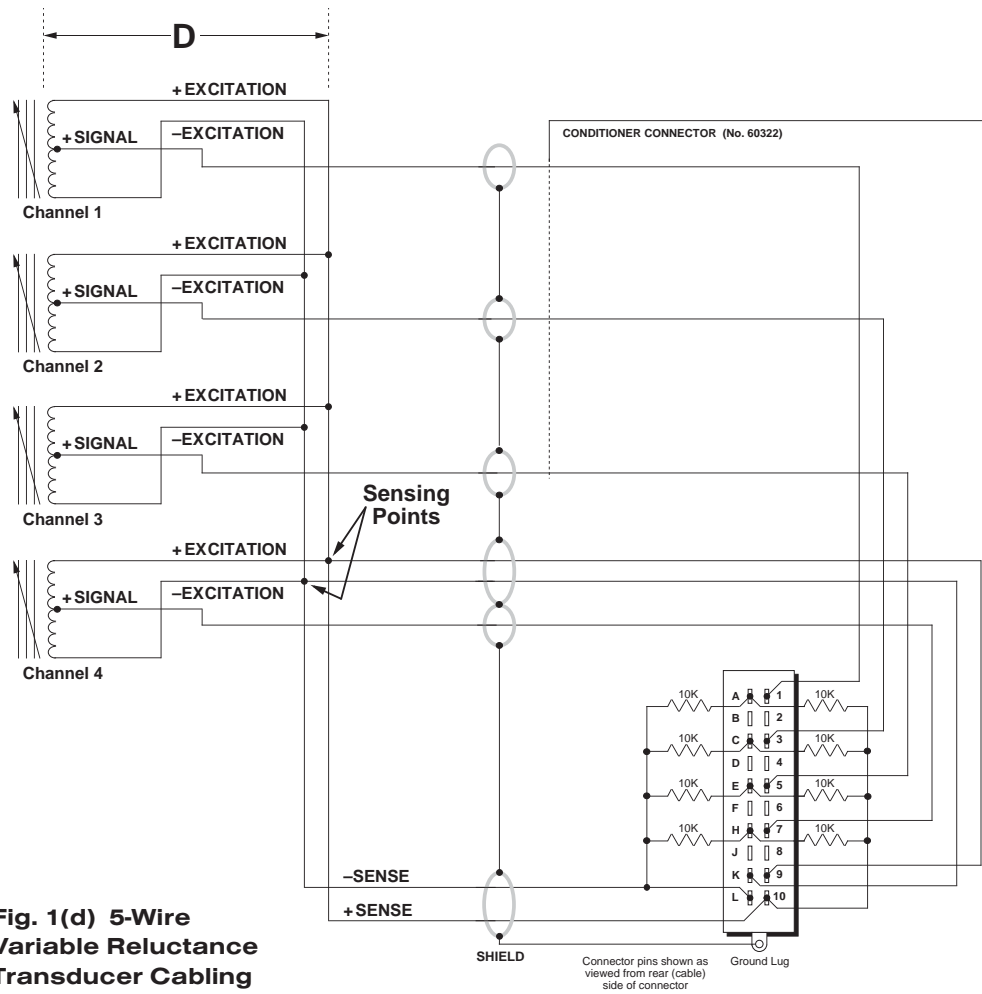 D
+EXCITATION
+SIGNAL
–EXCITATION
Channel 1
CONDITIONER CONNECTOR (No. 60322)
+EXCITATION
+SIGNAL
–EXCITATION
Channel 2
+EXCITATION
+SIGNAL
–EXCITATION
Channel 3
Sensing
Points
+EXCITATION
+SIGNAL
–EXCITATION
Channel 4
10K A 1 10K
B 2
10K C 3 10K
D 4
10K E 5 10K
F 6
10K H 7 10K
J 8
K 9
L 10
–SENSE
+SENSE
SHIELD
Connector pins shown as
viewed from rear (cable)
side of connector
Ground Lug
Fig. 1(d) 5-Wire
Variable Reluctance
Transducer Cabling